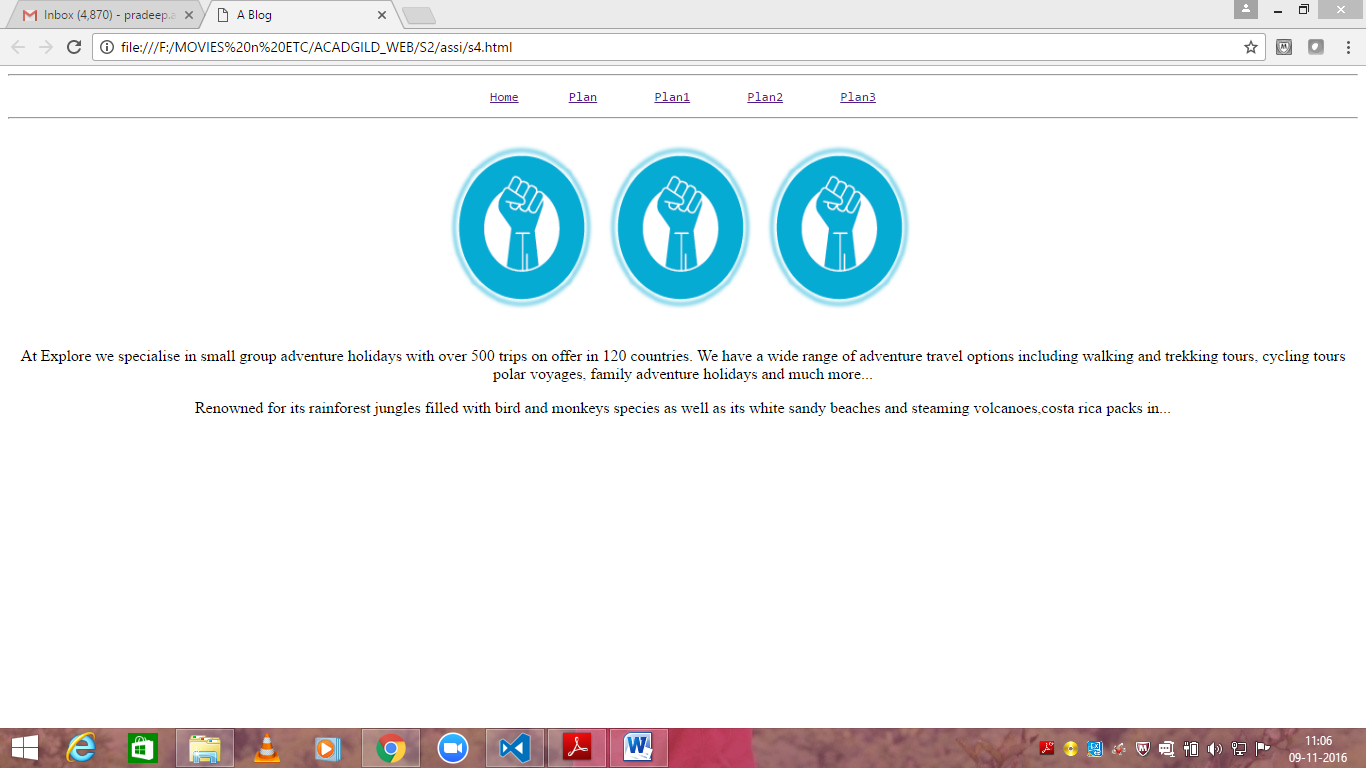 Inbox (4,870) - pradeep.a
A Blog
file:///F:/MOVIES%20n%20ETC/ACADGILD_WEB/S2/assi/s4.html
Home Plan Plan1 Plan2 Plan3
At Explore we specialise in small group adventure holidays with over 500 trips on offer in 120 countries. We have a wide range of adventure travel options including walking and trekking tours, cycling tours
polar voyages, family adventure holidays and much more...
Renowned for its rainforest jungles filled with bird and monkeys species as well as its white sandy beaches and steaming volcanoes,costa rica packs in...
11:06
09-11-2016